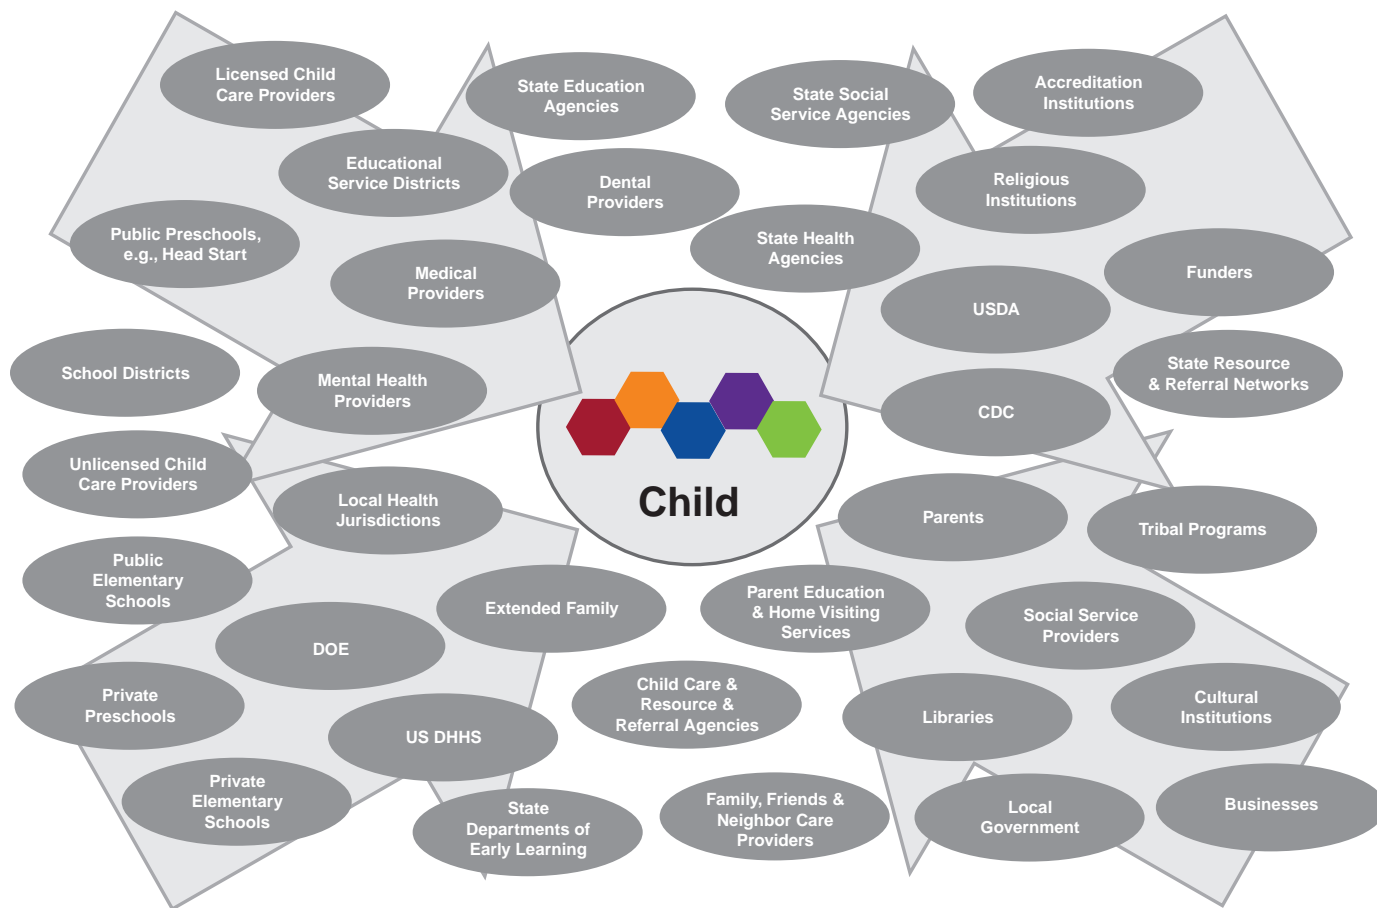 Licensed Child
Care Providers
State Education
Agencies
State Social
Service Agencies
Accreditation
Institutions
Educational
Service Districts
Dental
Providers
Religious
Institutions
Public Preschools,
e.g., Head Start
Medical
Providers
State Health
Agencies
USDA
Funders
School Districts
Mental Health
Providers
CDC
State Resource
& Referral Networks
Child
Unlicensed Child
Care Providers
Local Health
Jurisdictions
Parents
Tribal Programs
Public
Elementary
Schools
DOE
Extended Family
Parent Education
& Home Visiting
Services
Social Service
Providers
Private
Preschools
US DHHS
Child Care &
Resource &
Referral Agencies
Libraries
Cultural
Institutions
Private
Elementary
Schools
State
Departments of
Early Learning
Family, Friends &
Neighbor Care
Providers
Local
Government
Businesses